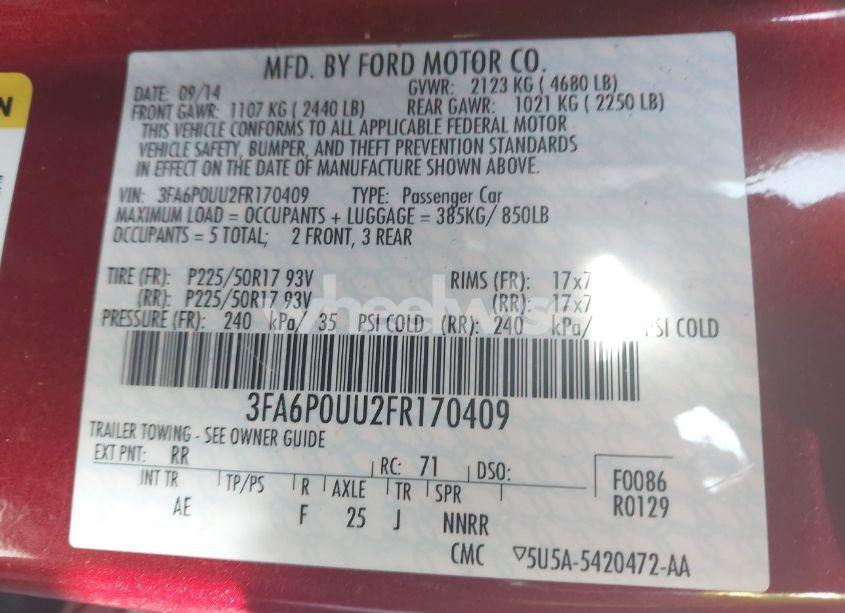 N
MFD. BY FORD MOTOR CO.
DATE: 09/14 GVWR: 2123 KG ( 4680 LB)
FRONT GAWR: 1107 KG ( 2440 LB) REAR GAWR: 1021 KG ( 2250 LB)
THIS VEHICLE CONFORMS TO ALL APPLICABLE FEDERAL MOTOR
VEHICLE SAFETY, BUMPER, AND THEFT PREVENTION STANDARDS
IN EFFECT ON THE DATE OF MANUFACTURE SHOWN ABOVE.
VIN: 3FA6P0UU2FR170409 TYPE: Passenger Car
MAXIMUM LOAD = OCCUPANTS + LUGGAGE = 385KG/ 850LB
OCCUPANTS = 5 TOTAL; 2 FRONT, 3 REAR
TIRE (FR): P225/50R17 93V RIMS (FR): 17x7
(RR): P225/50R17 93V (RR): 17x7
PRESSURE (FR): 240 kPa/ 35 PSI COLD (RR): 240 kPa/ PSI COLD
3FA6P0UU2FR170409
TRAILER TOWING - SEE OWNER GUIDE
EXT PNT: RR RC: 71 DSO:
INT TR TP/PS R AXLE TR SPR F0086
AE F 25 J NNRR R0129
CMC ▽5U5A-5420472-AA